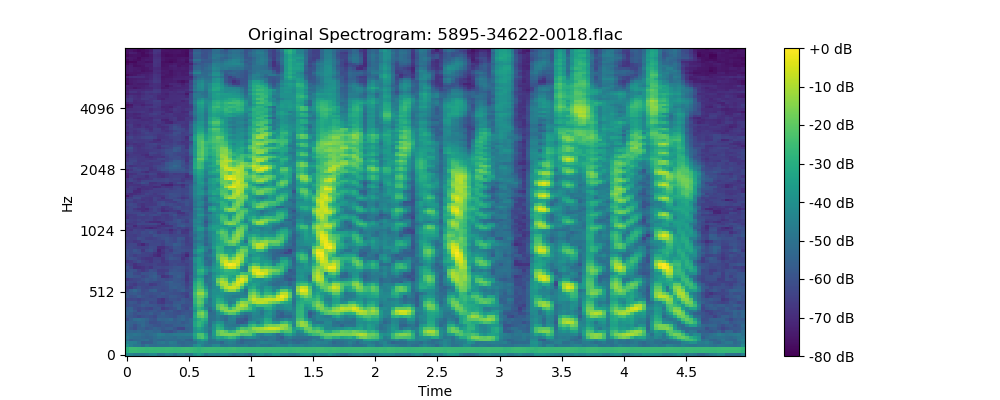 Original Spectrogram: 5895-34622-0018.flac
Hz
4096
2048
1024
512
0
0
0.5
1
1.5
2
2.5
3
3.5
4
4.5
Time
+0 dB
-10 dB
-20 dB
-30 dB
-40 dB
-50 dB
-60 dB
-70 dB
-80 dB